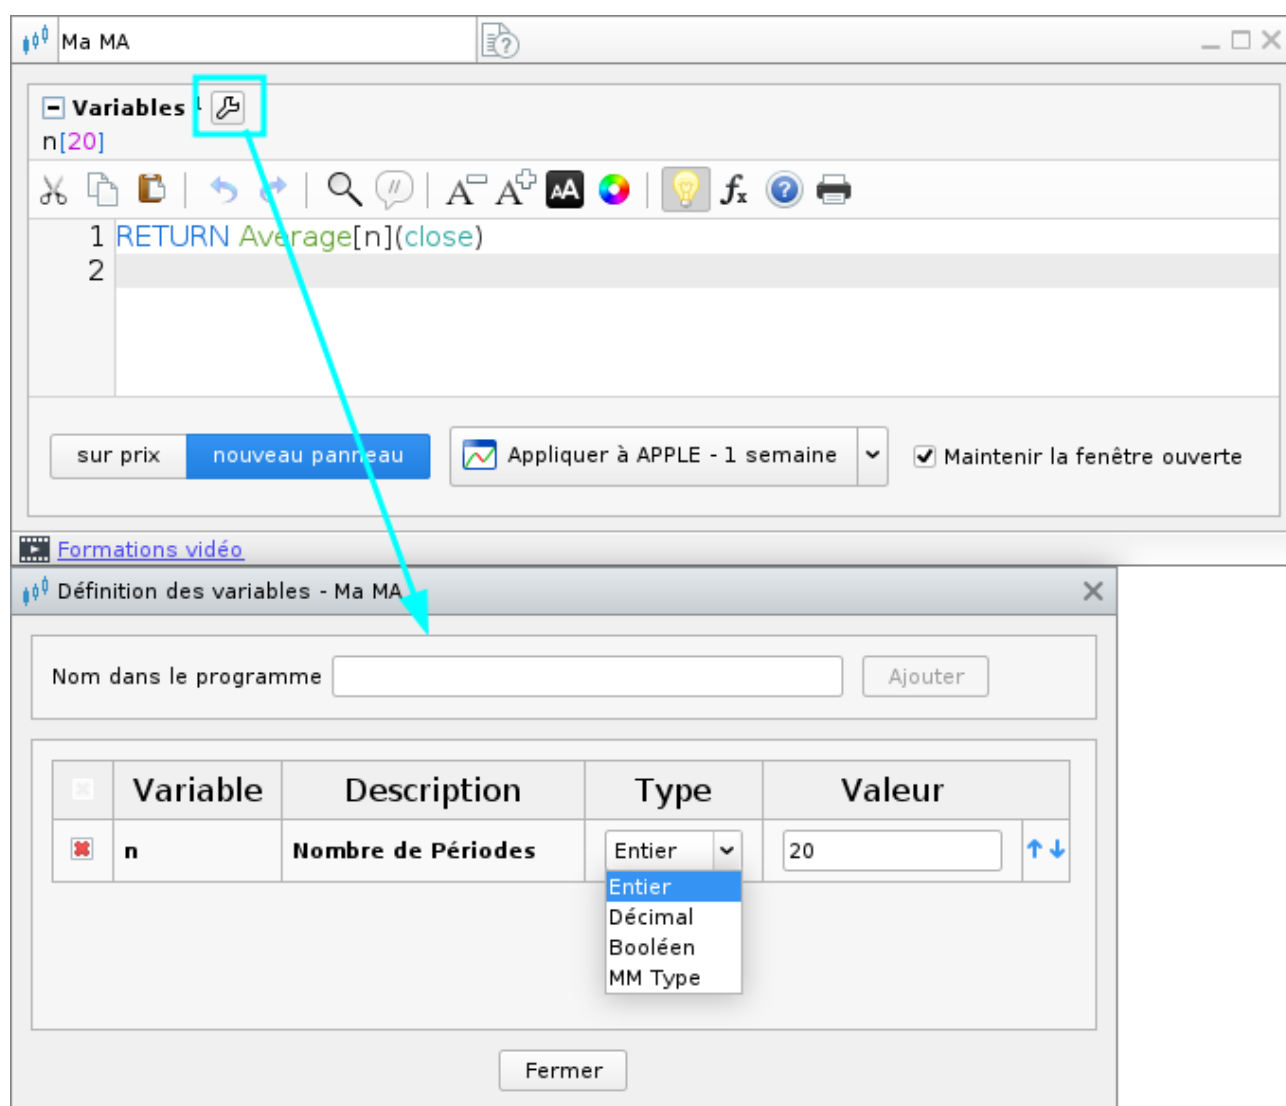 Ma MA
Variables
n[20]
1 RETURN Average[n](close)
2
sur prix nouveau panneau Appliquer à APPLE - 1 semaine Maintenir la fenêtre ouverte
Formations vidéo
Définition des variables - Ma MA
Nom dans le programme Ajouter
Variable Description Type Valeur
n Nombre de Périodes Entier 20
Entier
Décimal
Booléen
MM Type
Fermer